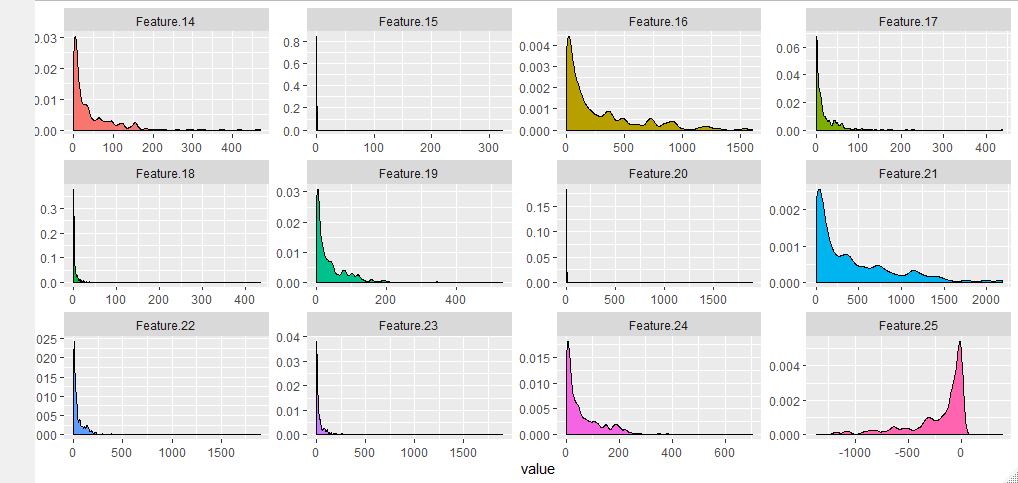 Feature.14 Feature.15 Feature.16 Feature.17
0.03 0.02 0.01 0.00
0.8 0.6 0.4 0.2 0.0
0.004 0.003 0.002 0.001 0.000
0.06 0.04 0.02 0.00
0 100 200 300 400
0 100 200 300
0 500 1000 1500
0 100 200 300 400
Feature.18 Feature.19 Feature.20 Feature.21
0.3 0.2 0.1 0.0
0.03 0.02 0.01 0.00
0.15 0.10 0.05 0.00
0.002 0.001 0.000
0 100 200 300 400
0 200 400
0 500 1000 1500
0 500 1000 1500 2000
Feature.22 Feature.23 Feature.24 Feature.25
025 020 015 010 005 000
0.04 0.03 0.02 0.01 0.00
0.015 0.010 0.005 0.000
0.004 0.002 0.000
0 500 1000 1500
0 500 1000 1500
0 200 400 600
-1000 -500 0
value